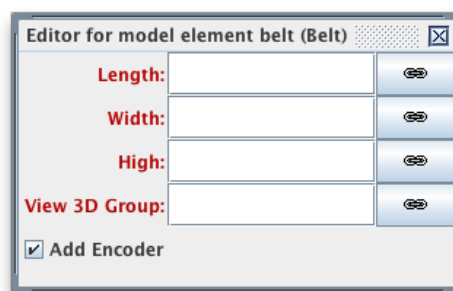 Editor for model element belt (Belt)
Length:
Width:
High:
View 3D Group:
Add Encoder